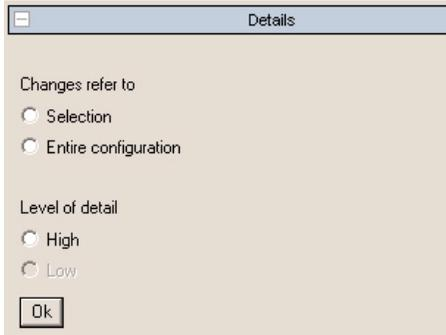 Details
Changes refer to
Selection
Entire configuration
Level of detail
High
Low
Ok